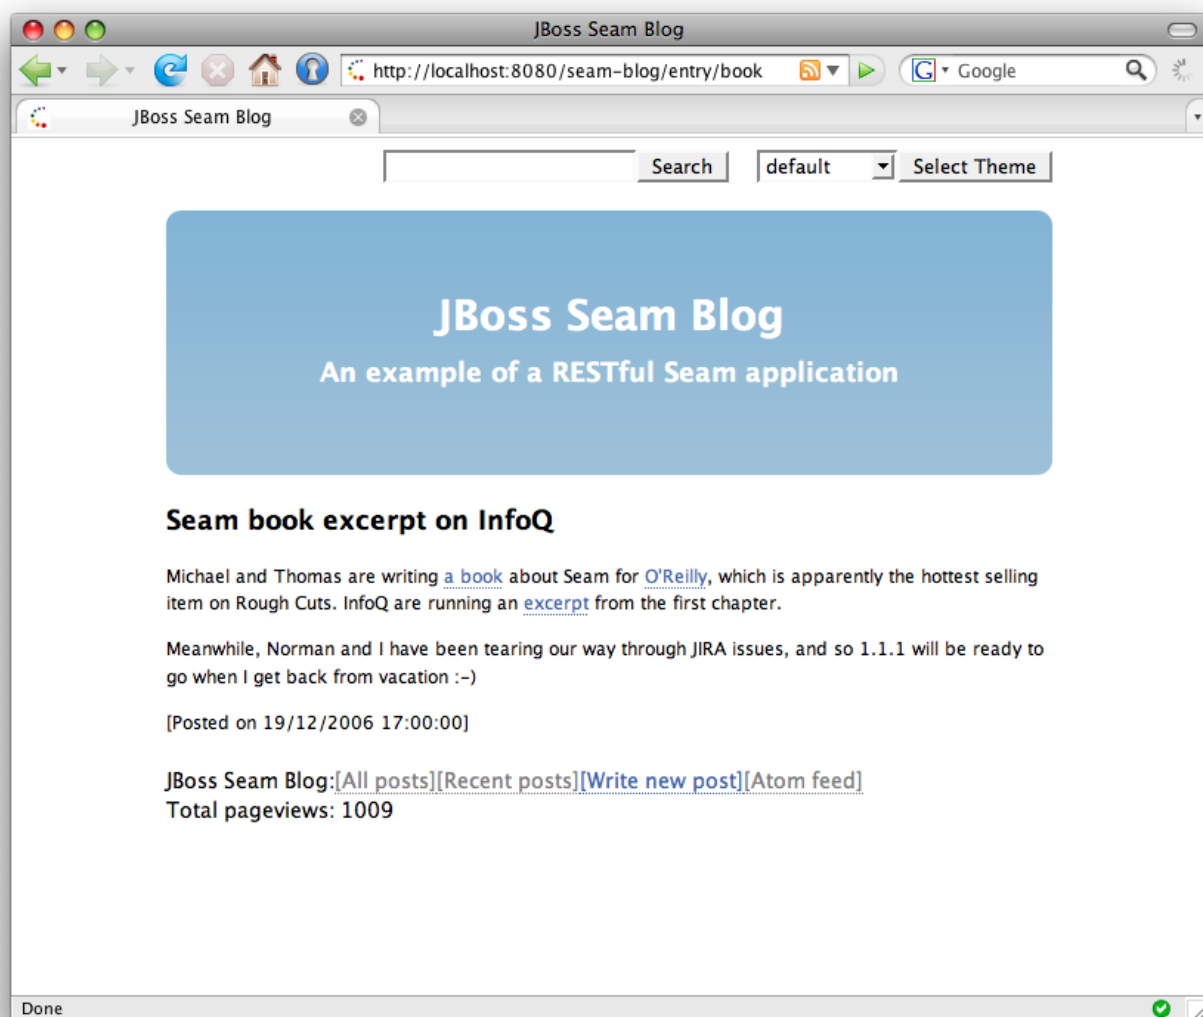 JBoss Seam Blog
http://localhost:8080/seam-blog/entry/book
Google
JBoss Seam Blog
Search
default
Select Theme
JBoss Seam Blog
An example of a RESTful Seam application
Seam book excerpt on InfoQ
Michael and Thomas are writing a book about Seam for O'Reilly, which is apparently the hottest selling
item on Rough Cuts. InfoQ are running an excerpt from the first chapter.
Meanwhile, Norman and I have been tearing our way through JIRA issues, and so 1.1.1 will be ready to
go when I get back from vacation :-)
[Posted on 19/12/2006 17:00:00]
JBoss Seam Blog:[All posts][Recent posts][Write new post][Atom feed]
Total pageviews: 1009
Done